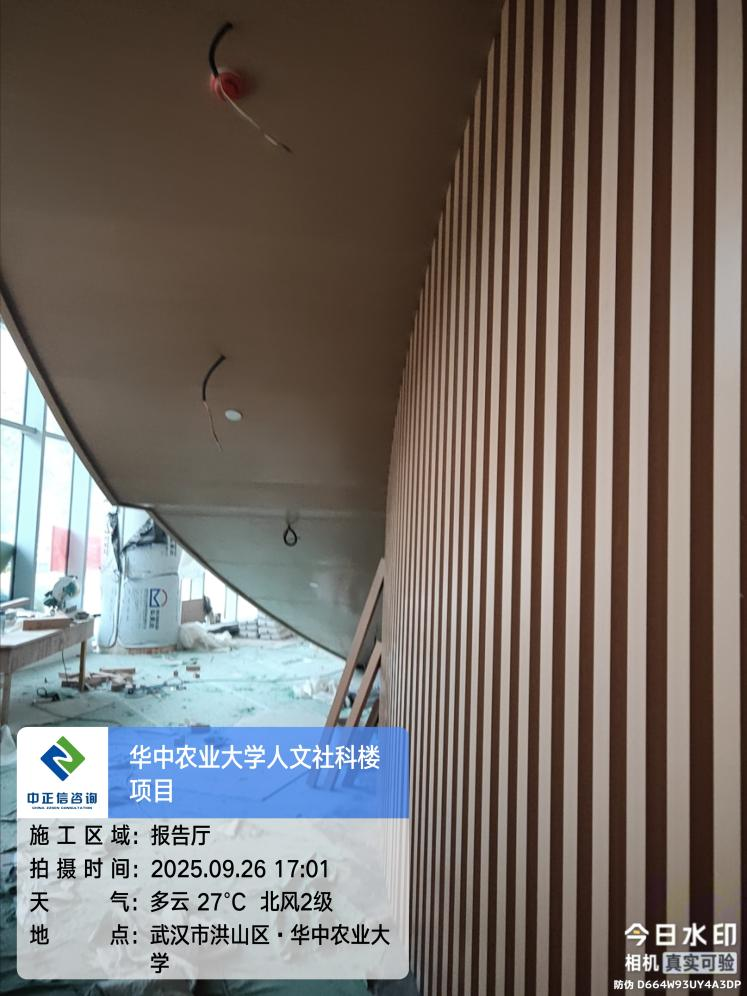 中正信咨询
华中农业大学人文社科楼
项目
施工区域：报告厅
拍摄时间：2025.09.26 17:01
天气：多云 27°C 北风2级
地点：武汉市洪山区·华中农业大
学
今日水印
相机 真实可验
防伪 D664W93UY4A3DP